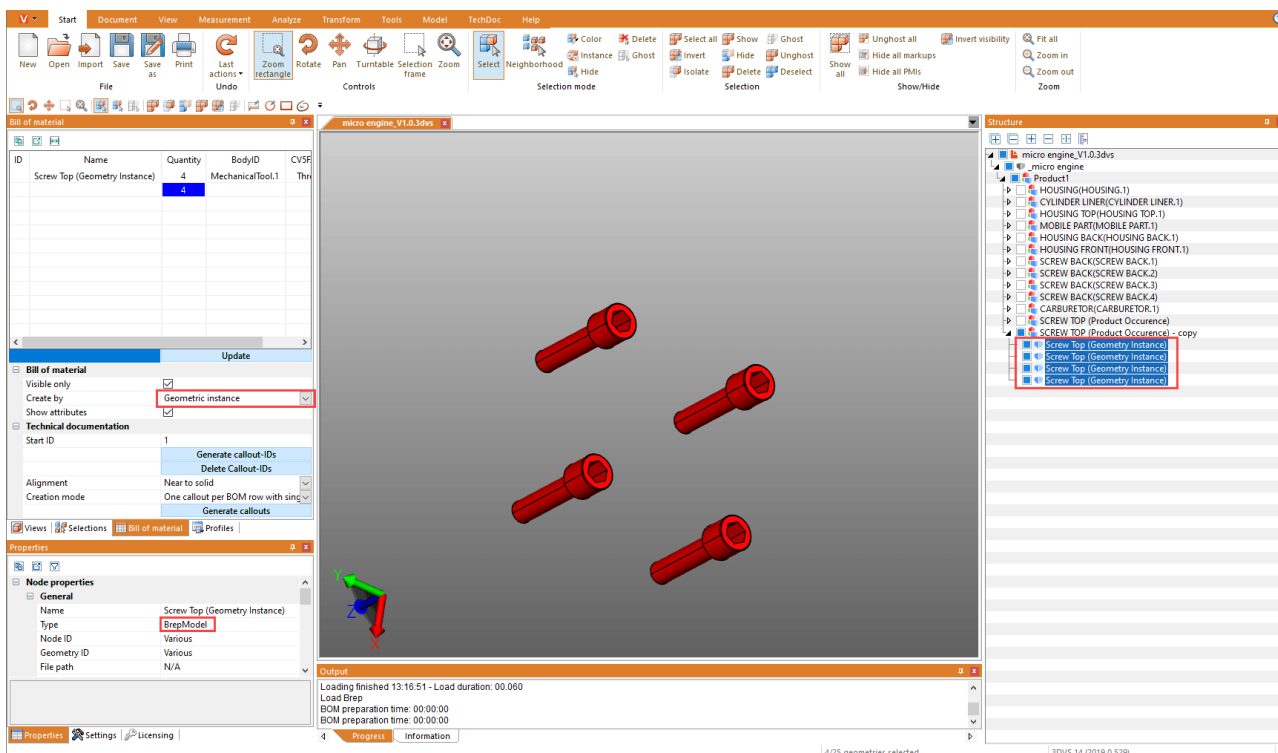 V Start Document View Measurement Analyze Transform Tools Model TechDoc Help
New Open Import Save Save as Print
File
Last actions
Undo
Zoom rectangle Rotate Pan Turntable Selection frame Zoom
Controls
Select Neighborhood Color Delete
Instance Ghost
Hide
Selection mode
Select all Show Ghost
Invert Hide Unghost
Isolate Delete Deselect
Selection
Show all Unghost all Invert visibility
Hide all markups
Hide all PMIs
Show/Hide
Fit all
Zoom in
Zoom out
Zoom
Bill of material
ID Name Quantity BodyID CV5F
Screw Top (Geometry Instance) 4 MechanicalTool.1
4
Update
Bill of material
Visible only
Create by Geometric instance
Show attributes
Technical documentation
Start ID 1
Generate callout-IDs
Delete Callout-IDs
Alignment Near to solid
Creation mode One callout per BOM row with sing
Generate callouts
Views Selections Bill of material Profiles
Properties
Node properties
General
Name Screw Top (Geometry Instance)
Type BrepModel
Node ID Various
Geometry ID Various
File path N/A
Properties Settings Licensing
micro engine_V1.0.3dvs
Y
Z
X
Output
Loading finished 13:16:51 - Load duration: 00.060
Load Brep
BOM preparation time: 00:00:00
BOM preparation time: 00:00:00
Progress Information
Structure
micro engine_V1.0.3dvs
_micro engine
Product1
HOUSING(HOUSING.1)
CYLINDER LINER(CYLINDER LINER.1)
HOUSING TOP(HOUSING TOP.1)
MOBILE PART(MOBILE PART.1)
HOUSING BACK(HOUSING BACK.1)
HOUSING FRONT(HOUSING FRONT.1)
SCREW BACK(SCREW BACK.1)
SCREW BACK(SCREW BACK.2)
SCREW BACK(SCREW BACK.3)
SCREW BACK(SCREW BACK.4)
CARBURETOR(CARBURETOR.1)
SCREW TOP (Product Occurence)
SCREW TOP (Product Occurence) - copy
Screw Top (Geometry Instance)
Screw Top (Geometry Instance)
Screw Top (Geometry Instance)
Screw Top (Geometry Instance)
4/25 geometries selected 3DVS 14 (2019.0.529)